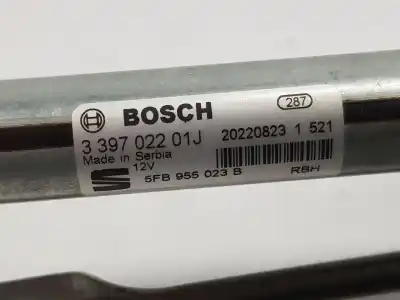 BOSCH
287
3 397 022 01J
20220823 1 521
Made in Serbia
12V
5FB 955 023 B
RBH